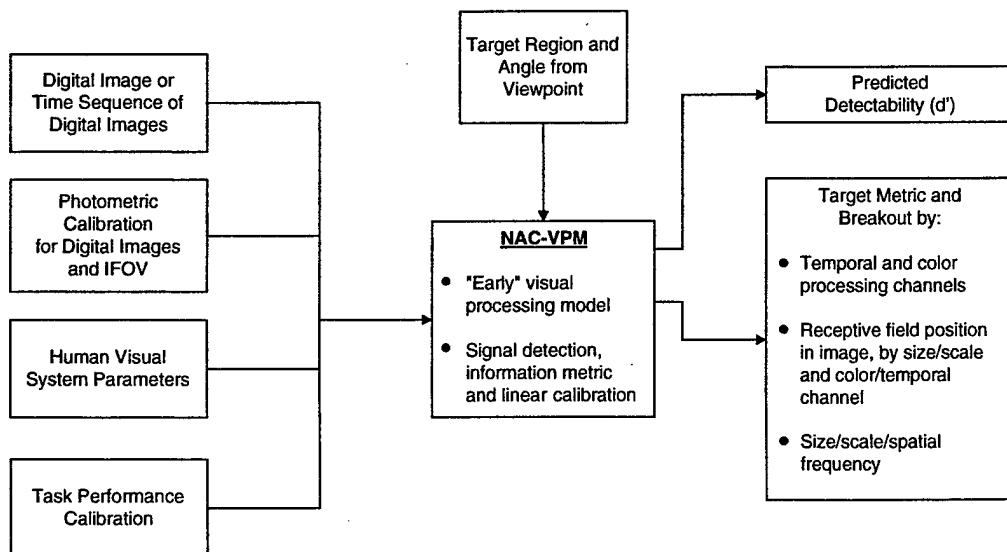 Digital Image or
Time Sequence of
Digital Images
Photometric
Calibration
for Digital Images
and IFOV
Human Visual
System Parameters
Task Performance
Calibration
Target Region and
Angle from
Viewpoint
NAC-VPM
• "Early" visual
processing model
• Signal detection,
information metric
and linear calibration
Predicted
Detectability (d')
Target Metric and
Breakout by:
• Temporal and color
processing channels
• Receptive field position
in image, by size/scale
and color/temporal
channel
• Size/scale/spatial
frequency